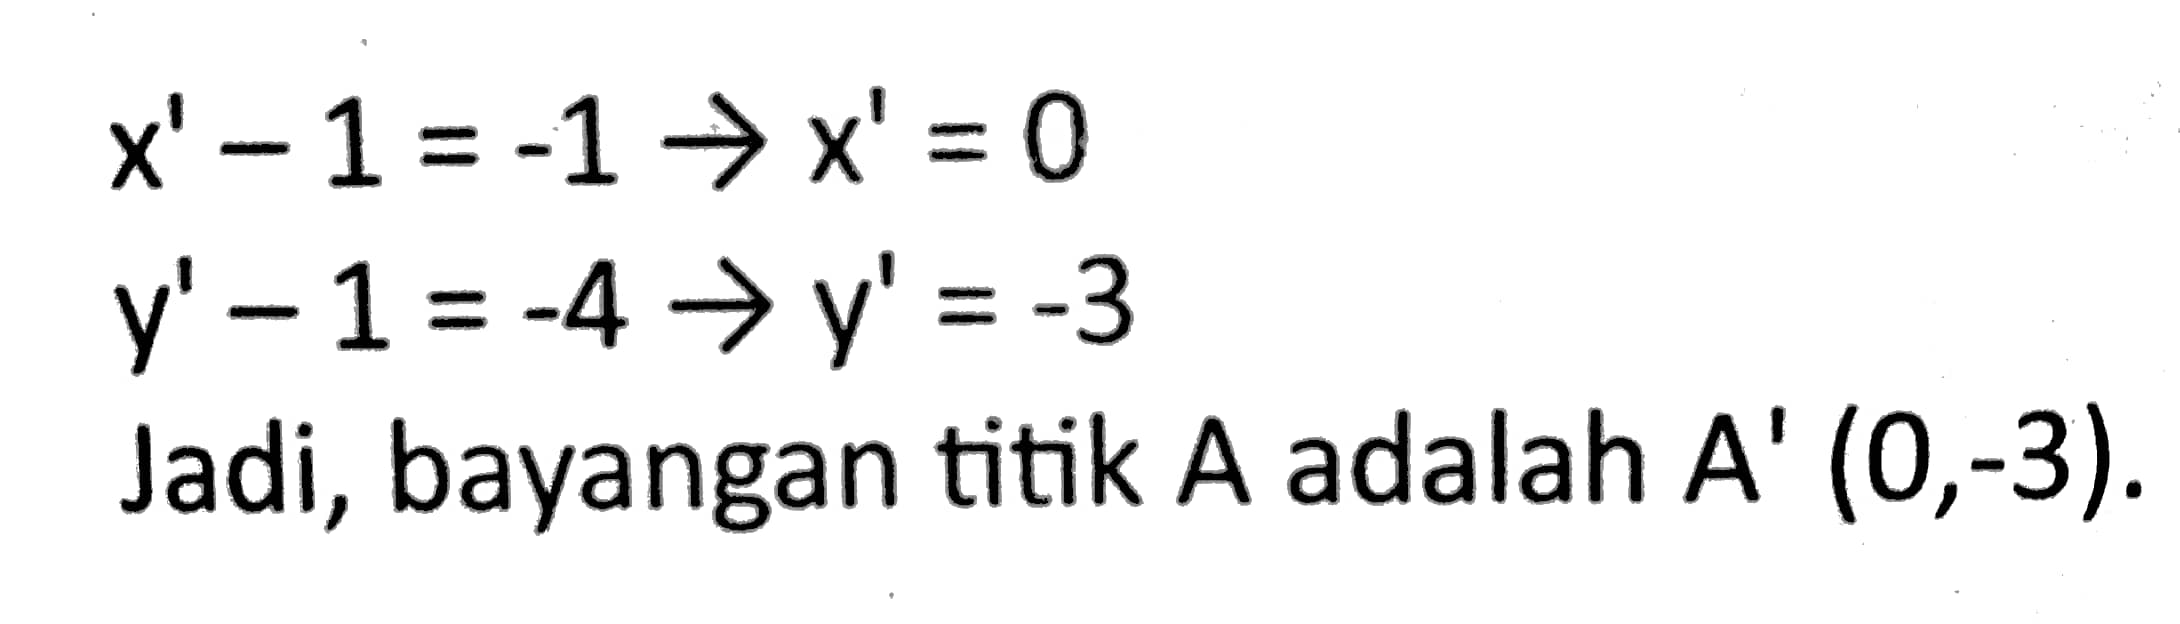 x' – 1 = -1 → x' = 0
y' – 1 = -4 → y' = -3
Jadi, bayangan titik A adalah A' (0,-3).